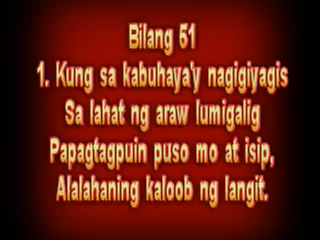 Bilang 51
1. Kung sa kabuhaya'y nagigiyagis
Sa lahat ng araw lumigalig
Papagtagpuin puso mo at isip,
Alalahaning kaloob ng langit.